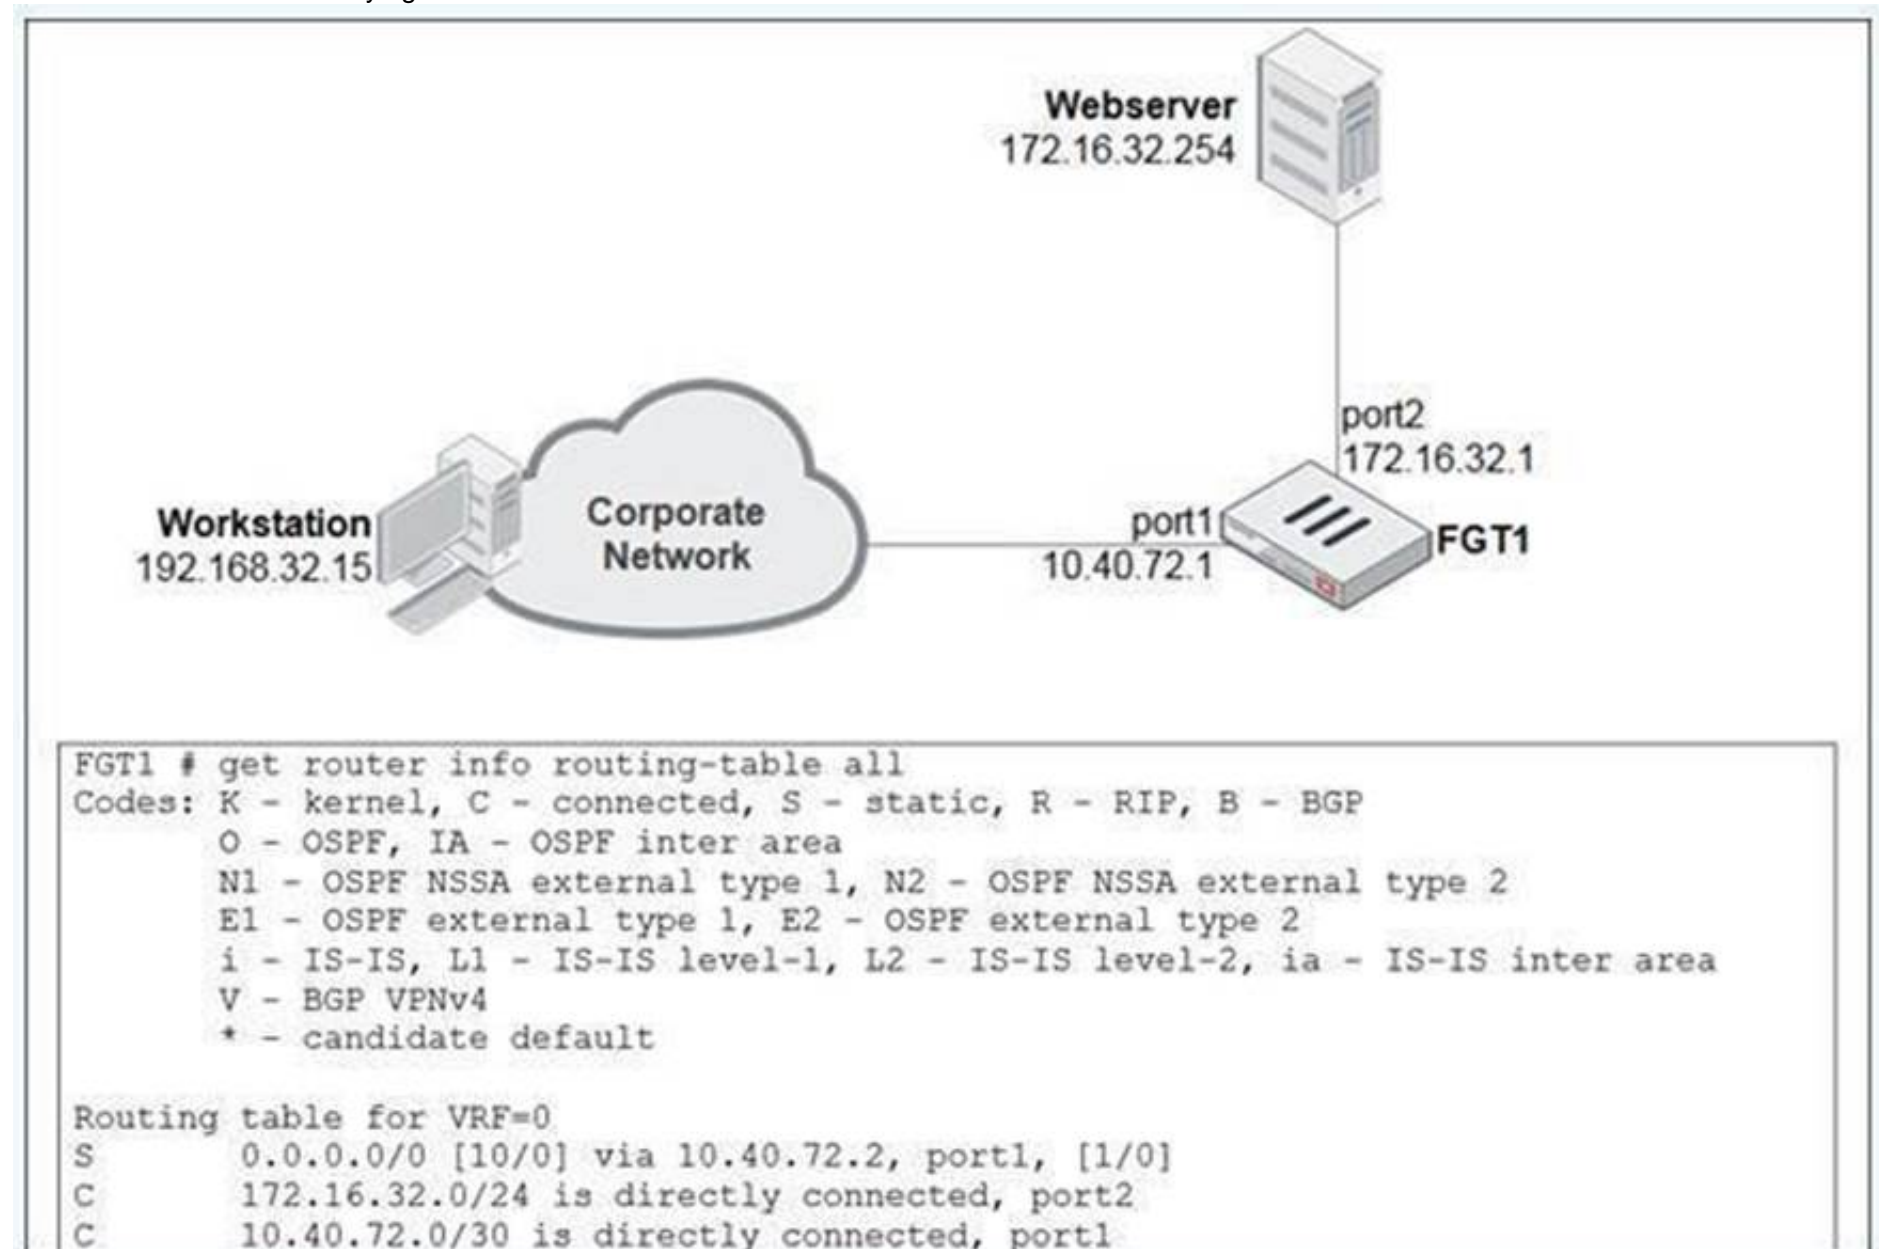 Webserver
172.16.32.254
port2
172.16.32.1
Workstation
192.168.32.15
Corporate
Network
port1
10.40.72.1
FGT1
FGT1 # get router info routing-table all
Codes: K - kernel, C - connected, S - static, R - RIP, B - BGP
O - OSPF, IA - OSPF inter area
N1 - OSPF NSSA external type 1, N2 - OSPF NSSA external type 2
E1 - OSPF external type 1, E2 - OSPF external type 2
i - IS-IS, L1 - IS-IS level-1, L2 - IS-IS level-2, ia - IS-IS inter area
V - BGP VPNv4
* - candidate default
Routing table for VRF=0
S 0.0.0.0/0 [10/0] via 10.40.72.2, port1, [1/0]
C 172.16.32.0/24 is directly connected, port2
C 10.40.72.0/30 is directly connected, port1